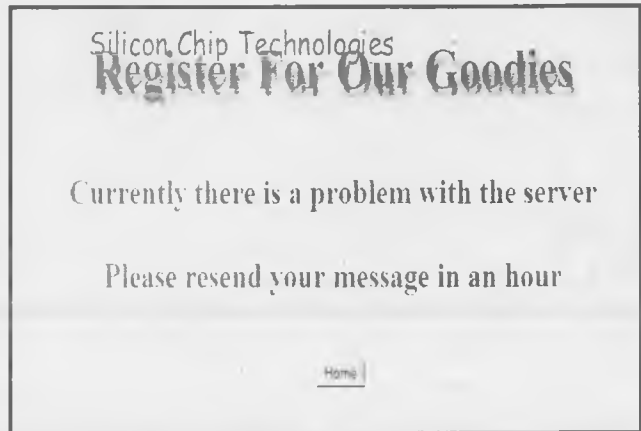 Silicon Chip Technologies
Register For Our Goodies
Currently there is a problem with the server
Please resend your message in an hour
Home